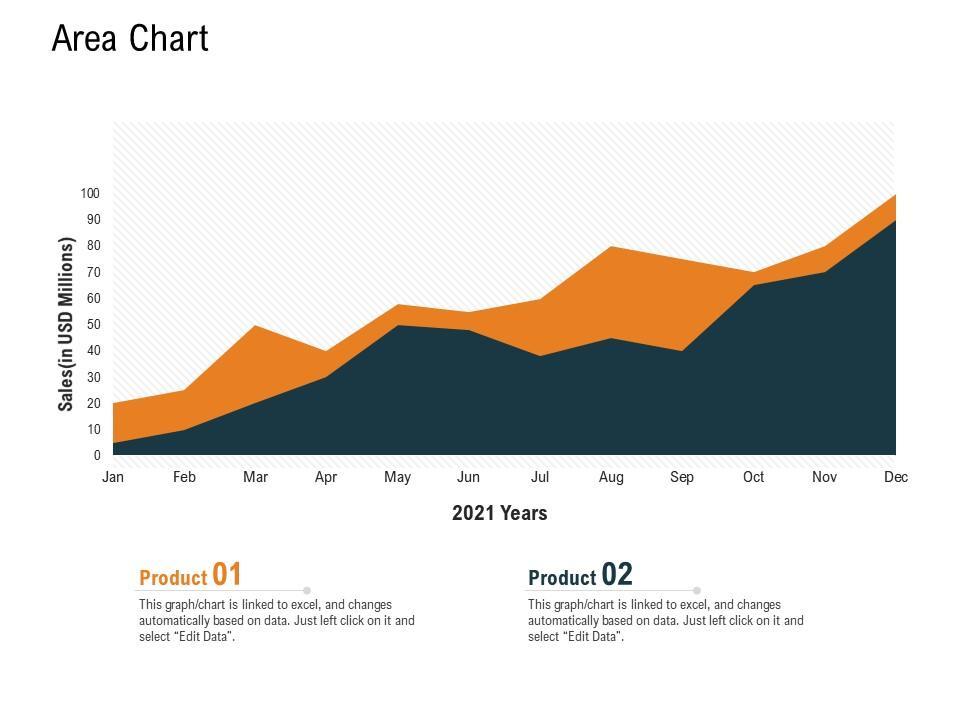 Area Chart
100
90
80
70
60
50
40
30
20
10
0
Sales(in USD Millions)
Jan Feb Mar Apr May Jun Jul Aug Sep Oct Nov Dec
2021 Years
Product 01
This graph/chart is linked to excel, and changes
automatically based on data. Just left click on it and
select “Edit Data”.
Product 02
This graph/chart is linked to excel, and changes
automatically based on data. Just left click on it and
select “Edit Data”.